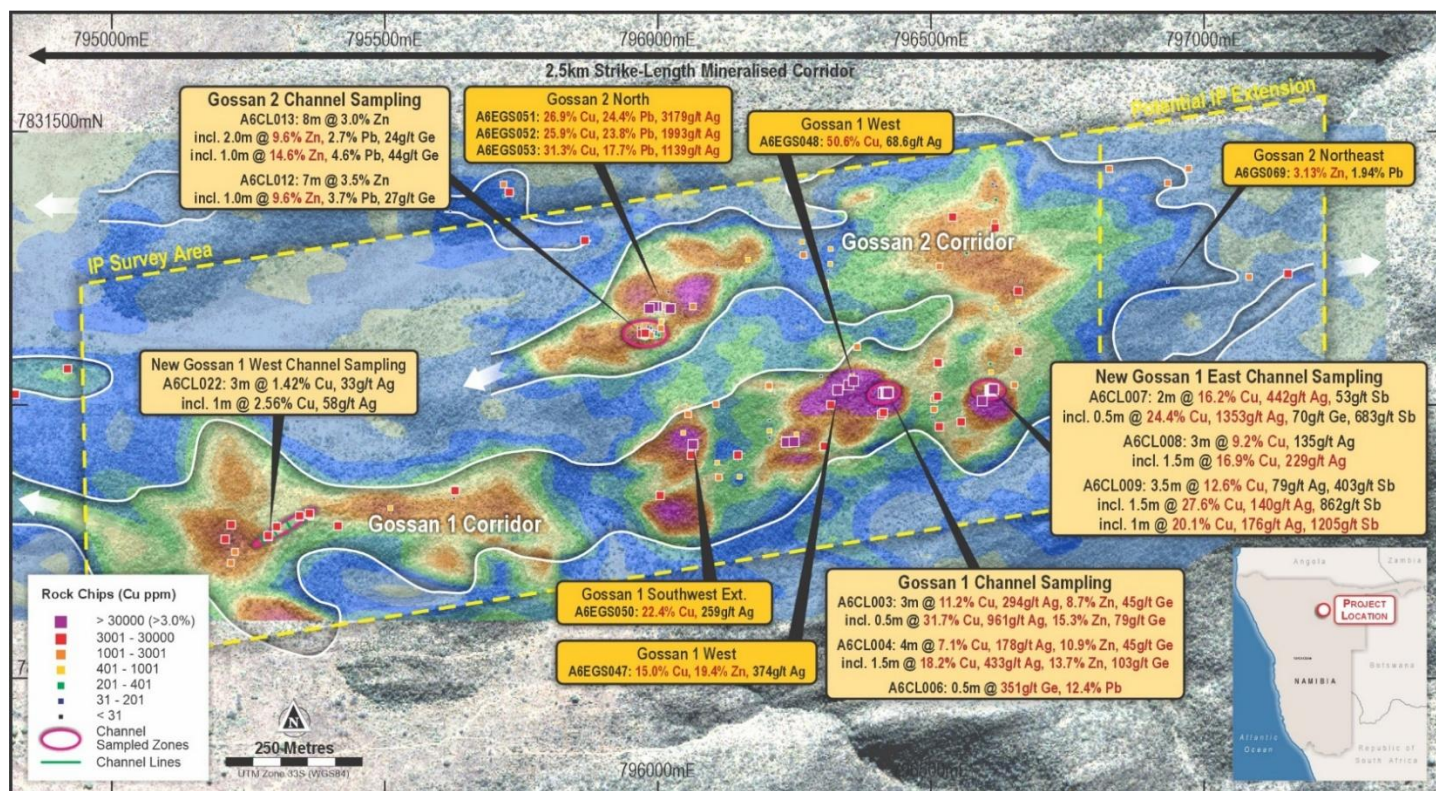 795000mE
795500mE
796000mE
796500mE
797000mE
2.5km Strike-Length Mineralised Corridor
7831500mN
Gossan 2 Channel Sampling
A6CL013: 8m @ 3.0% Zn
incl. 2.0m @ 9.6% Zn, 2.7% Pb, 24g/t Ge
incl. 1.0m @ 14.6% Zn, 4.6% Pb, 44g/t Ge
A6CL012: 7m @ 3.5% Zn
incl. 1.0m @ 9.6% Zn, 3.7% Pb, 27g/t Ge
Gossan 2 North
A6EGS051: 26.9% Cu, 24.4% Pb, 3179g/t Ag
A6EGS052: 25.9% Cu, 23.8% Pb, 1993g/t Ag
A6EGS053: 31.3% Cu, 17.7% Pb, 1139g/t Ag
Gossan 1 West
A6EGS048: 50.6% Cu, 68.6g/t Ag
Potential IP Extension
Gossan 2 Northeast
A6GS069: 3.13% Zn, 1.94% Pb
IP Survey Area
Gossan 2 Corridor
New Gossan 1 West Channel Sampling
A6CL022: 3m @ 1.42% Cu, 33g/t Ag
incl. 1m @ 2.56% Cu, 58g/t Ag
New Gossan 1 East Channel Sampling
A6CL007: 2m @ 16.2% Cu, 442g/t Ag, 53g/t Sb
incl. 0.5m @ 24.4% Cu, 1353g/t Ag, 70g/t Ge, 683g/t Sb
A6CL008: 3m @ 9.2% Cu, 135g/t Ag
incl. 1.5m @ 16.9% Cu, 229g/t Ag
A6CL009: 3.5m @ 12.6% Cu, 79g/t Ag, 403g/t Sb
incl. 1.5m @ 27.6% Cu, 140g/t Ag, 862g/t Sb
incl. 1m @ 20.1% Cu, 176g/t Ag, 1205g/t Sb
Gossan 1 Corridor
Gossan 1 Southwest Ext.
A6EGS050: 22.4% Cu, 259g/t Ag
Gossan 1 West
A6EGS047: 15.0% Cu, 19.4% Zn, 374g/t Ag
Gossan 1 Channel Sampling
A6CL003: 3m @ 11.2% Cu, 294g/t Ag, 8.7% Zn, 45g/t Ge
incl. 0.5m @ 31.7% Cu, 961g/t Ag, 15.3% Zn, 79g/t Ge
A6CL004: 4m @ 7.1% Cu, 178g/t Ag, 10.9% Zn, 45g/t Ge
incl. 1.5m @ 18.2% Cu, 433g/t Ag, 13.7% Zn, 103g/t Ge
A6CL006: 0.5m @ 351g/t Ge, 12.4% Pb
Rock Chips (Cu ppm)
> 30000 (>3.0%)
3001 - 30000
1001 - 3001
401 - 1001
201 - 401
31 - 201
< 31
Channel
Sampled Zones
Channel Lines
N
250 Metres
UTM Zone 33S (WGS84)
796000mE
Angola
Zambia
PROJECT
LOCATION
NAMIBIA
Botswana
Atlantic
Ocean
Republic of
South Africa